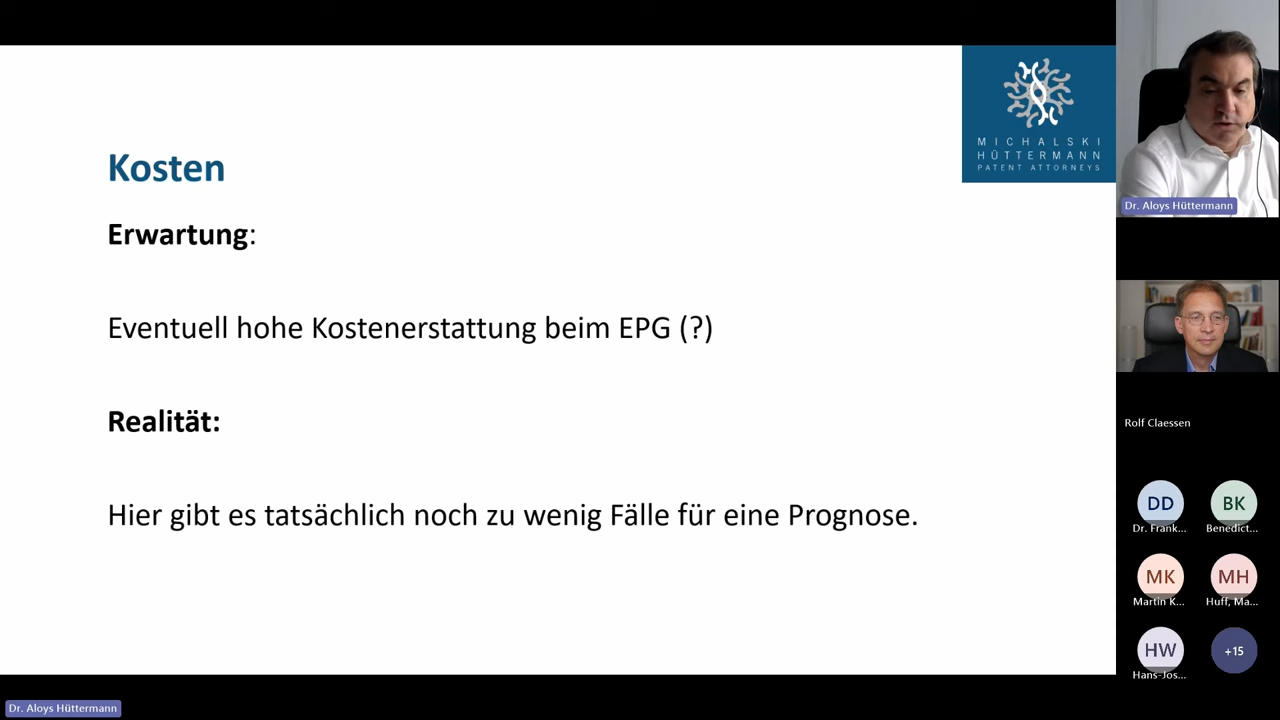 Kosten
Erwartung:
Eventuell hohe Kostenerstattung beim EPG (?)
Realität:
Hier gibt es tatsächlich noch zu wenig Fälle für eine Prognose.
MICHALSKI
HÜTTERMANN
PATENT ATTORNEYS
Dr. Aloys Hüttermann
Rolf Claessen
DD
BK
Dr. Frank...
Benedict...
MK
MH
Martin K...
Huff, Ma...
HW
+15
Hans-Jos...
Dr. Aloys Hüttermann